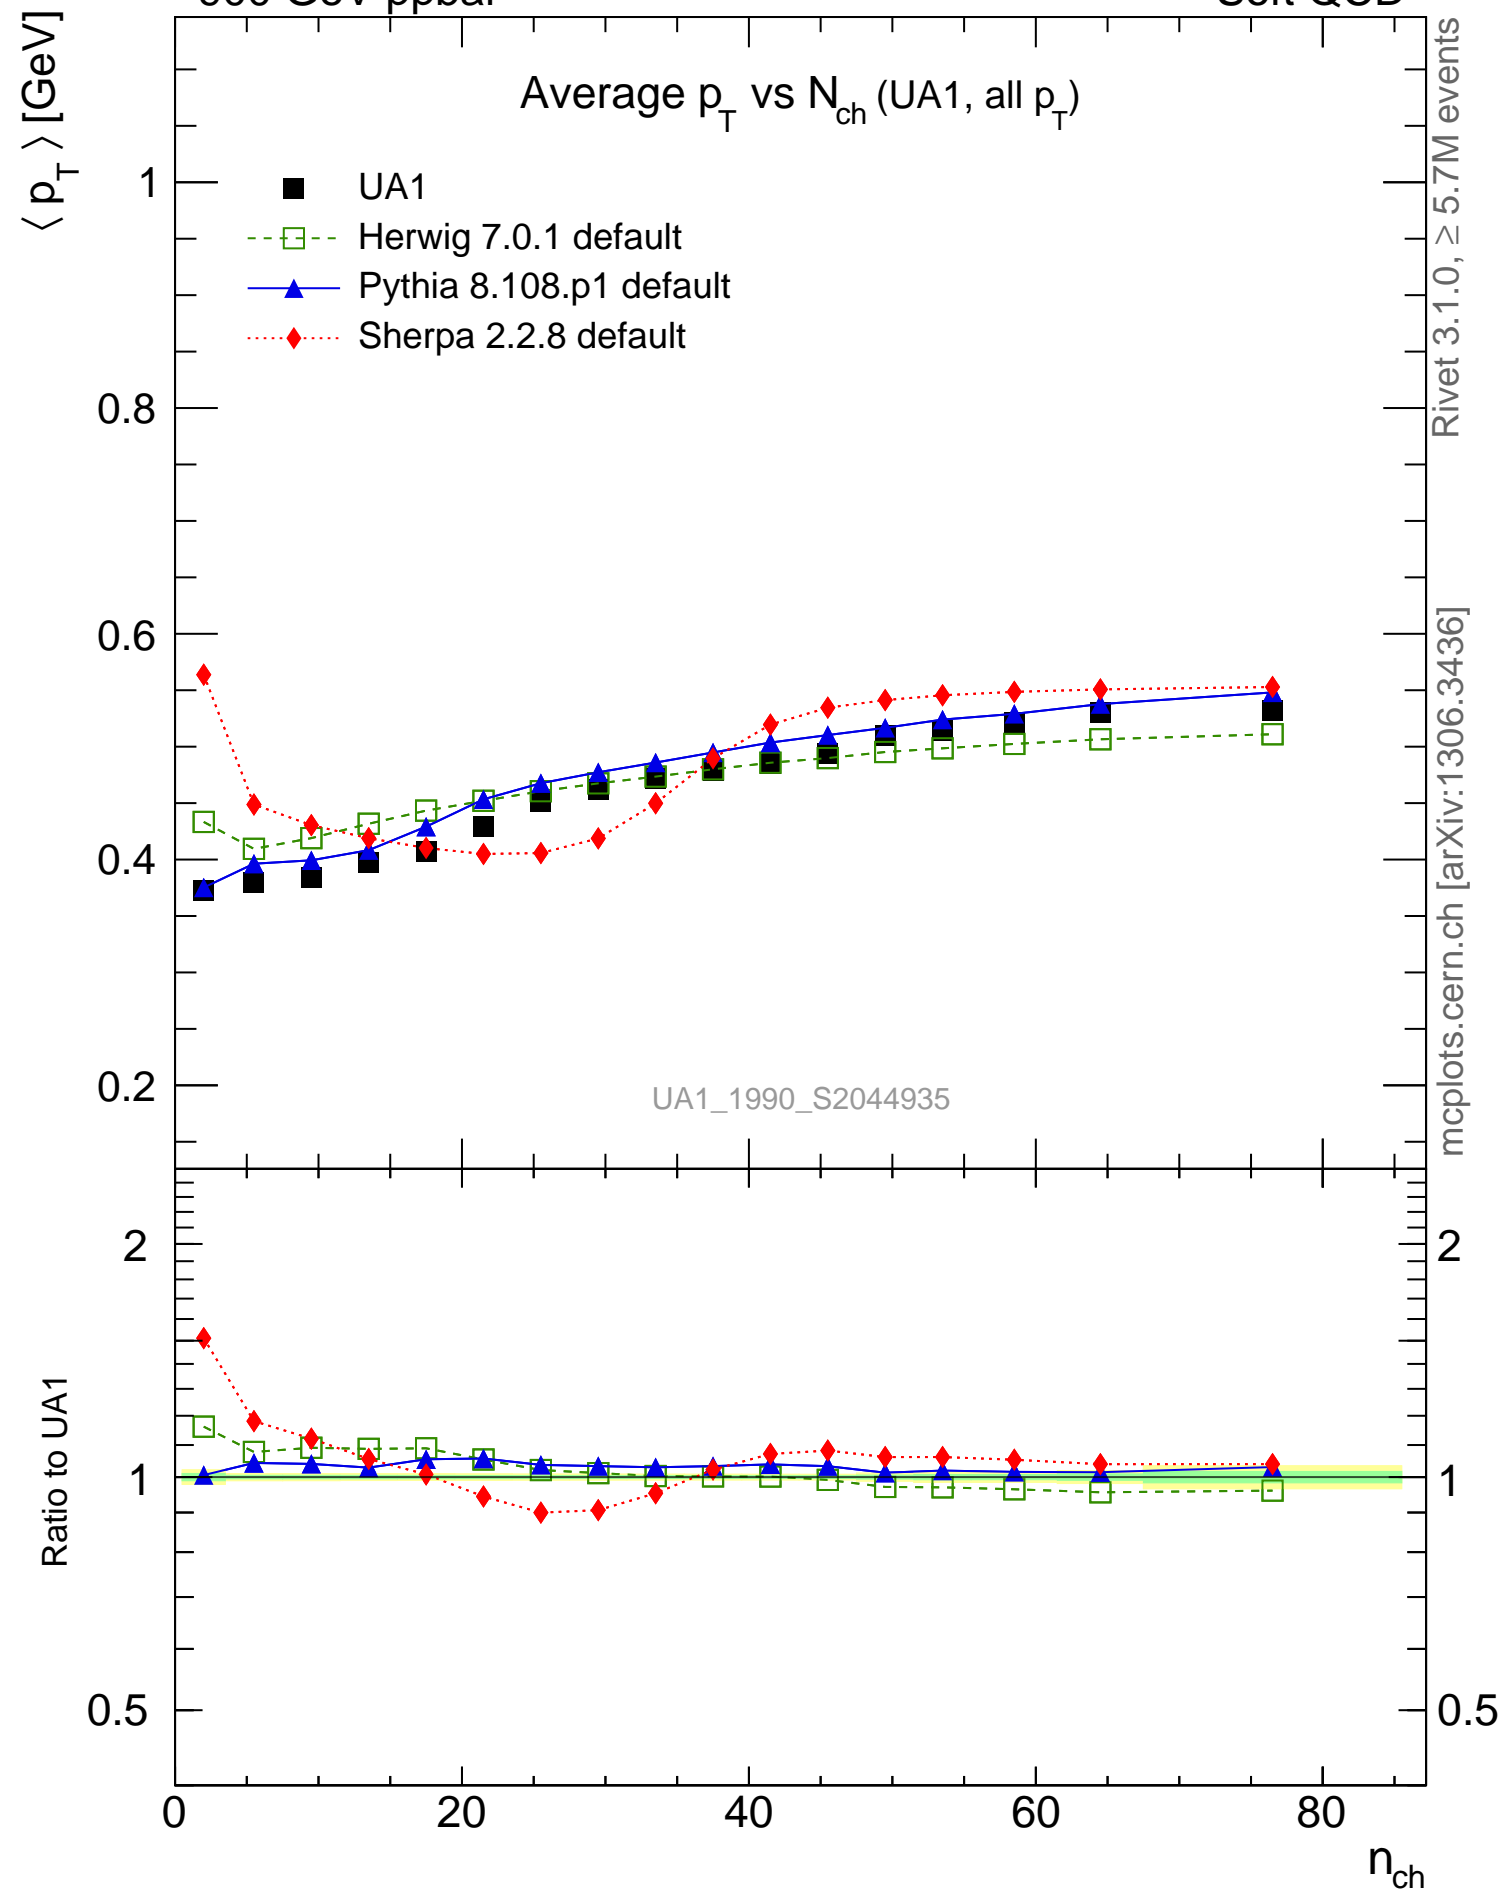 ⟨ p_T ⟩ [GeV]
Average p_T vs N_ch (UA1, all p_T)
UA1
Herwig 7.0.1 default
Pythia 8.108.p1 default
Sherpa 2.2.8 default
1
0.8
0.6
0.4
0.2
UA1_1990_S2044935
Rivet 3.1.0, ≥ 5.7M events
mcplots.cern.ch [arXiv:1306.3436]
Ratio to UA1
2
1
0.5
2
1
0.5
0 20 40 60 80
n_ch